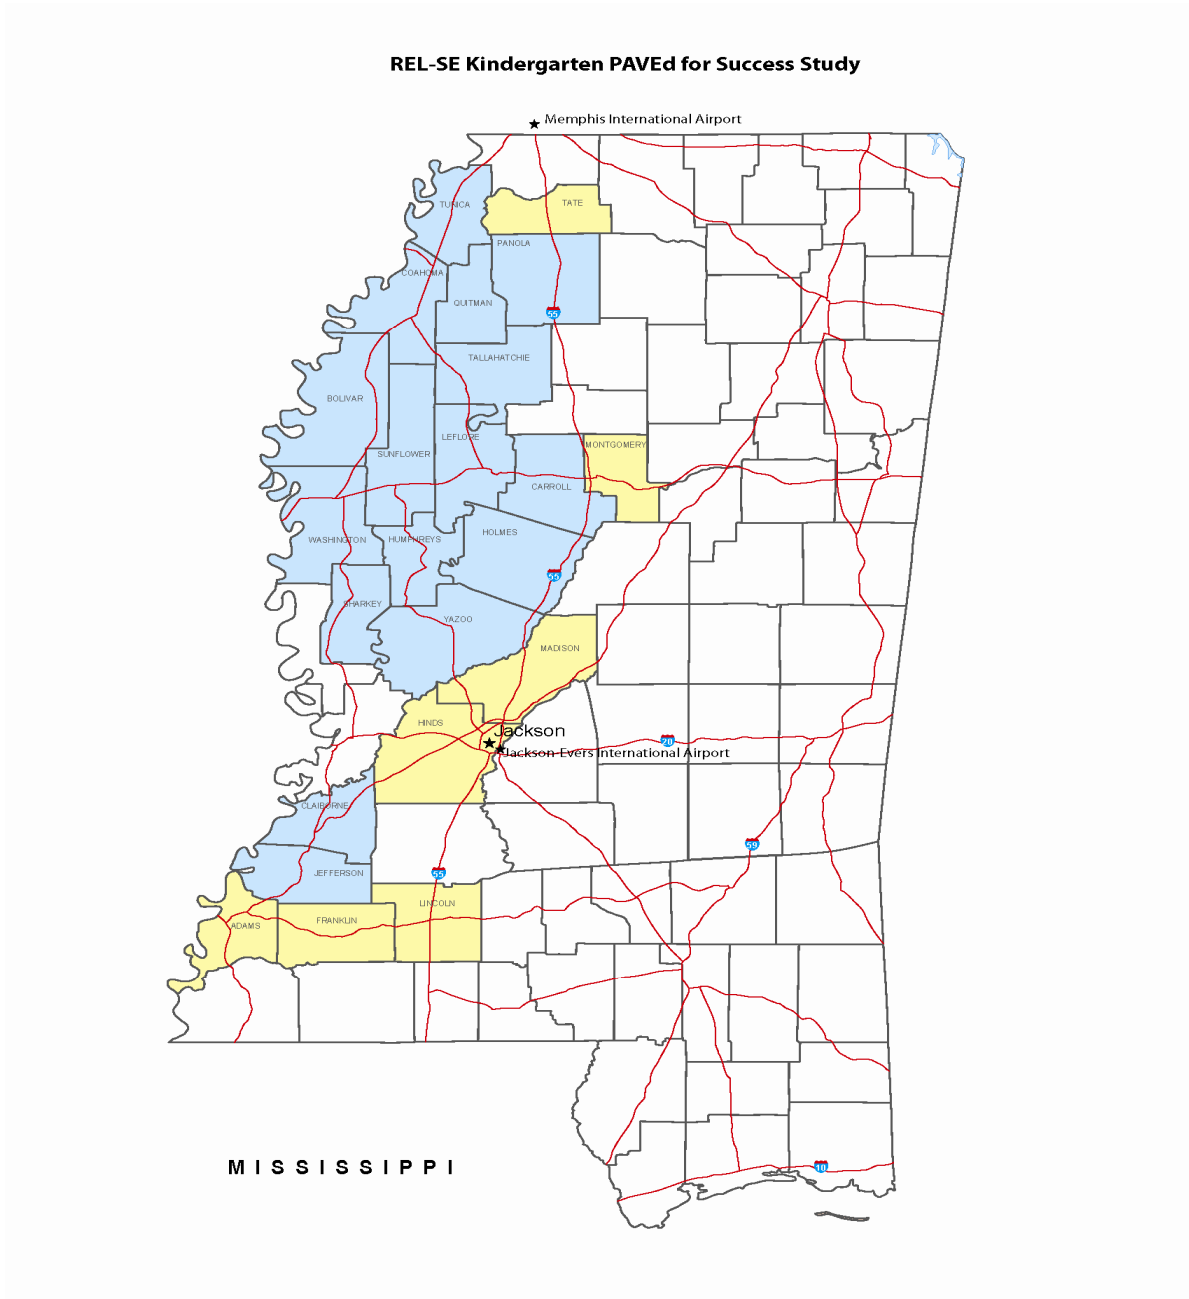 REL-SE Kindergarten PAVEd for Success Study
Memphis International Airport
TUNICA
TATE
PANOLA
COAHOMA
QUITMAN
55
TALLAHATCHIE
BOLIVAR
LEFLORE
MONTGOMERY
SUNFLOWER
CARROLL
HOLMES
WASHINGTON
HUMPHREYS
55
SHARKEY
YAZOO
MADISON
HINDS
Jackson
20
Jackson-Evers International Airport
CLAIBORNE
59
JEFFERSON
55
LINCOLN
FRANKLIN
ADAMS
MISSISSIPPI
10